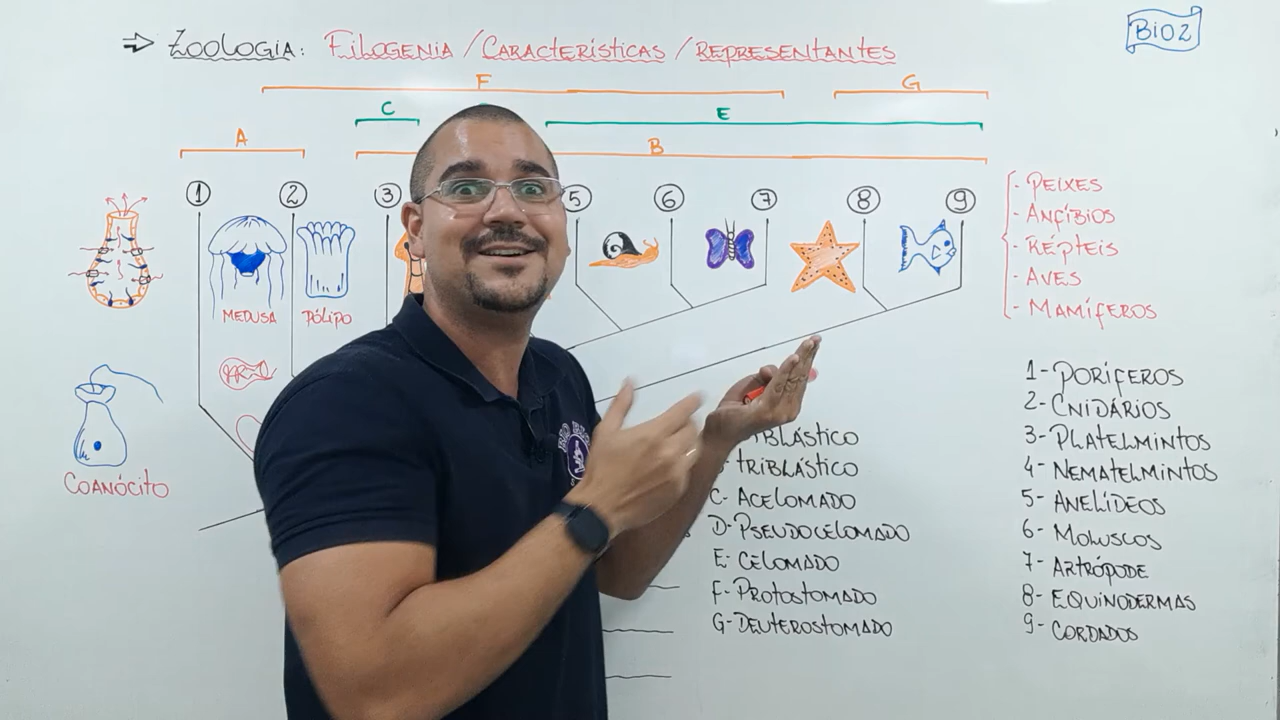 ⇒ ZOOLOGIA: FILOGENIA / CARACTERÍSTICAS / REPRESENTANTES
BIO2
F
G
C
E
A
B
1
2
3
5
6
7
8
9
- PEIXES
- ANFÍBIOS
- RÉPTEIS
- AVES
- MAMÍFEROS
MEDUSA
PÓLIPO
COANÓCITO
TRIBLÁSTICO
C- ACELOMADO
D- PSEUDOCELOMADO
E- CELOMADO
F- PROTOSTOMADO
G- DEUTEROSTOMADO
1- PORÍFEROS
2- CNIDÁRIOS
3- PLATELMINTOS
4- NEMATELMINTOS
5- ANELÍDEOS
6- MOLUSCOS
7- ARTRÓPODE
8- EQUINODERMAS
9- CORDADOS